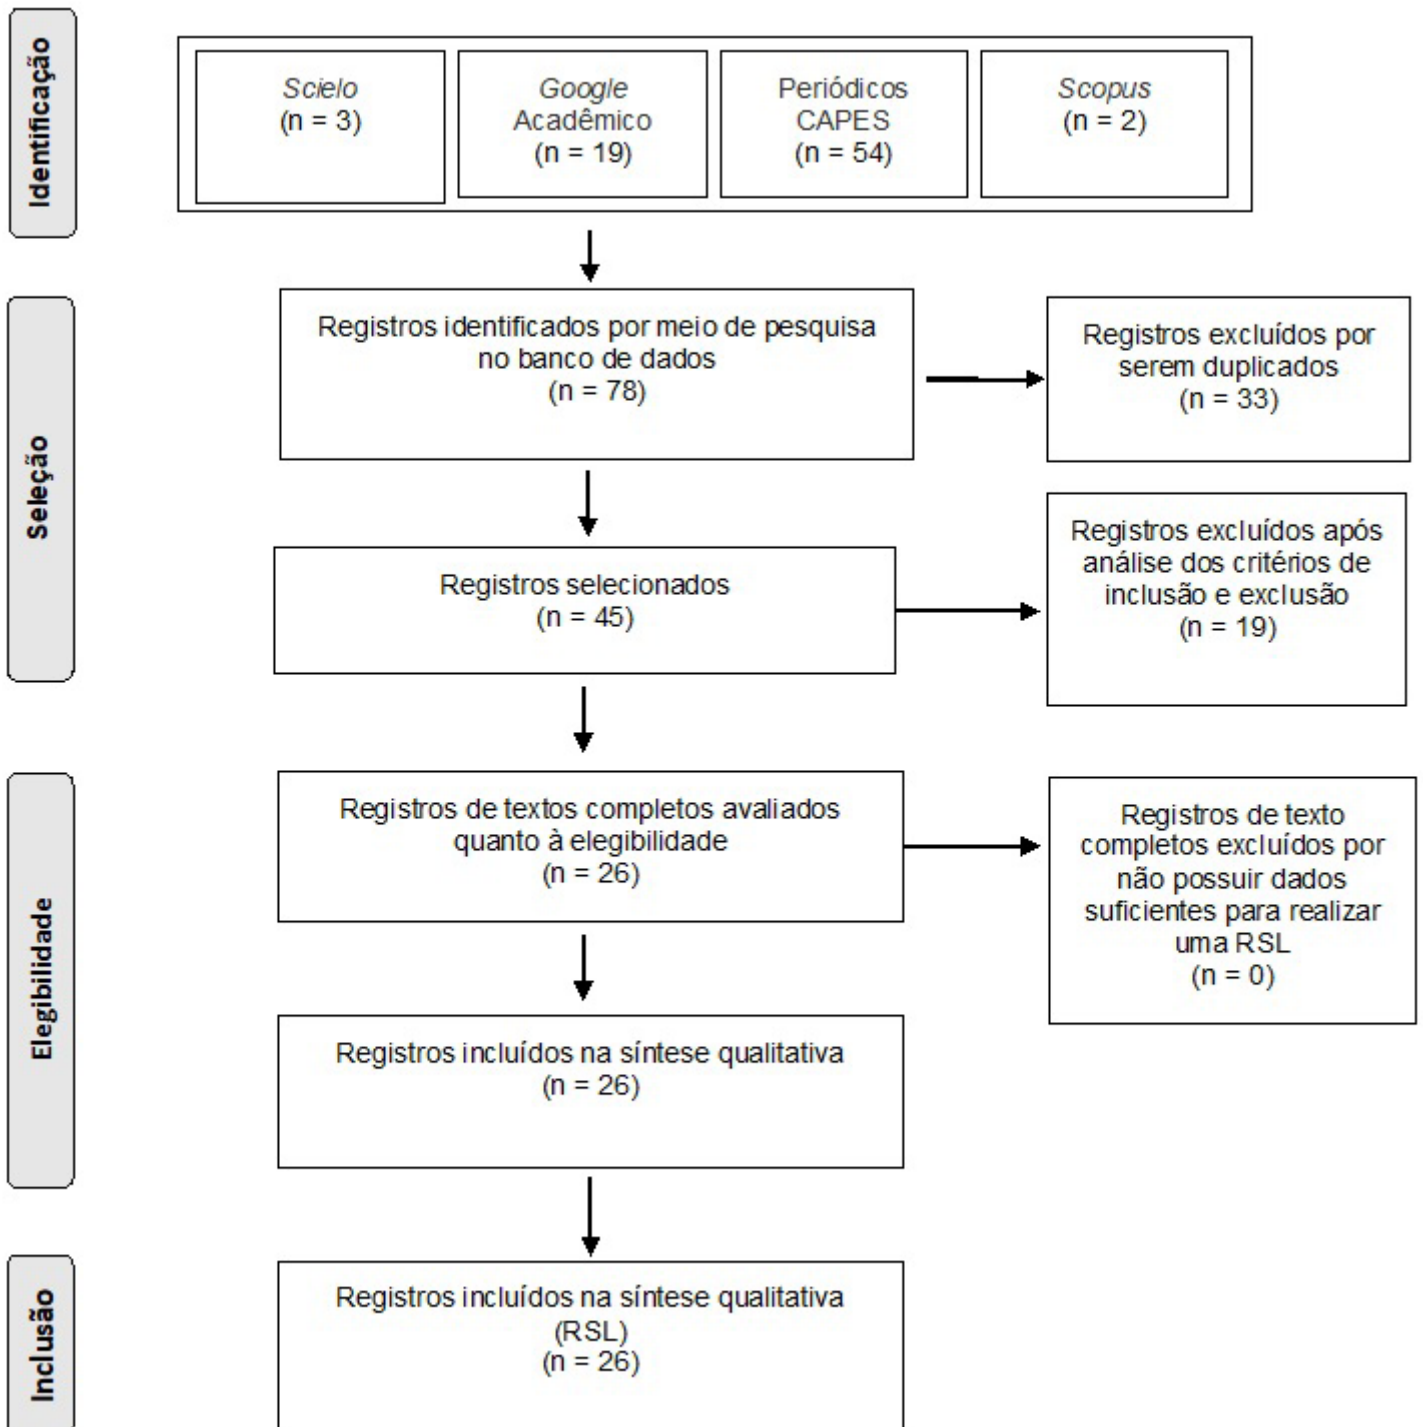 Identificação
Scielo
(n = 3)
Google
Acadêmico
(n = 19)
Periódicos
CAPES
(n = 54)
Scopus
(n = 2)
Seleção
Registros identificados por meio de pesquisa
no banco de dados
(n = 78)
Registros excluídos por
serem duplicados
(n = 33)
Registros selecionados
(n = 45)
Registros excluídos após
análise dos critérios de
inclusão e exclusão
(n = 19)
Elegibilidade
Registros de textos completos avaliados
quanto à elegibilidade
(n = 26)
Registros de texto
completos excluídos por
não possuir dados
suficientes para realizar
uma RSL
(n = 0)
Registros incluídos na síntese qualitativa
(n = 26)
Inclusão
Registros incluídos na síntese qualitativa
(RSL)
(n = 26)